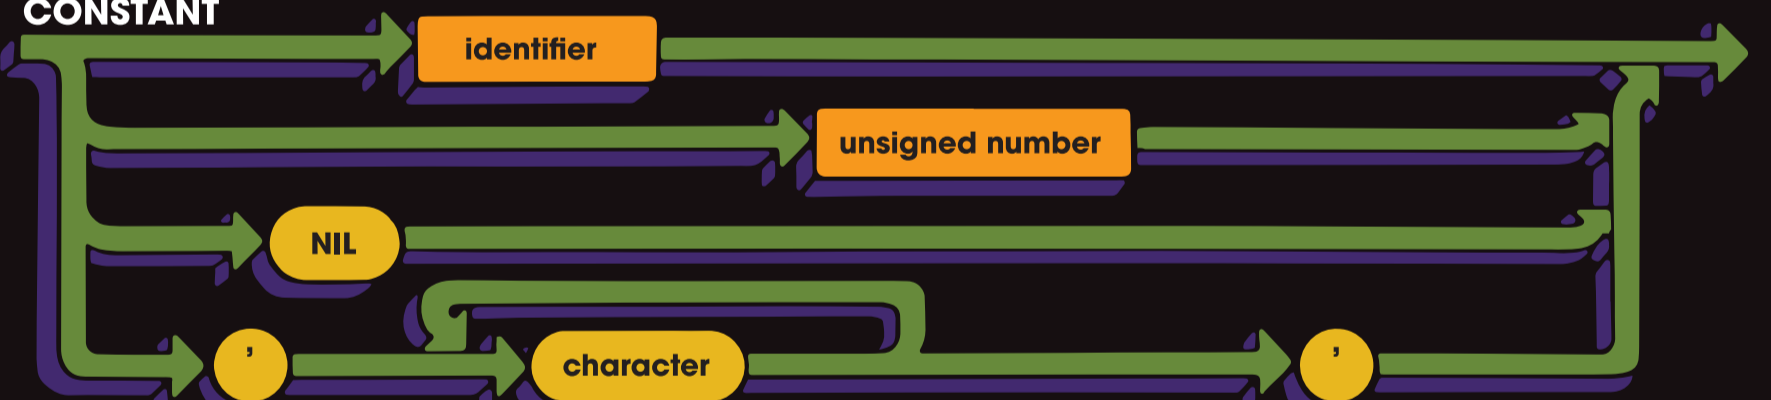 CONSTANT
identifier
unsigned number
NIL
’ character ’